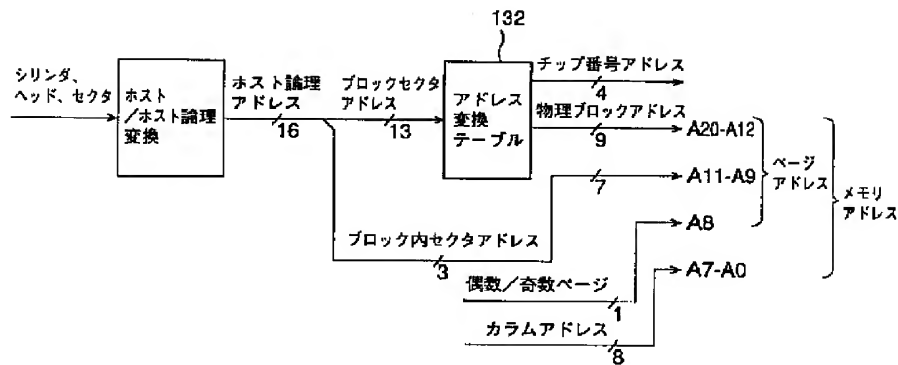 132
シリンダ、
ヘッド、セクタ
ホスト
／ホスト論理
変換
ホスト論理
アドレス
16
ブロックセクタ
アドレス
13
アドレス
変換
テーブル
チップ番号アドレス
4
物理ブロックアドレス
9
A20-A12
7
A11-A9
A8
A7-A0
ページ
アドレス
メモリ
アドレス
ブロック内セクタアドレス
3
偶数／奇数ページ
1
カラムアドレス
8